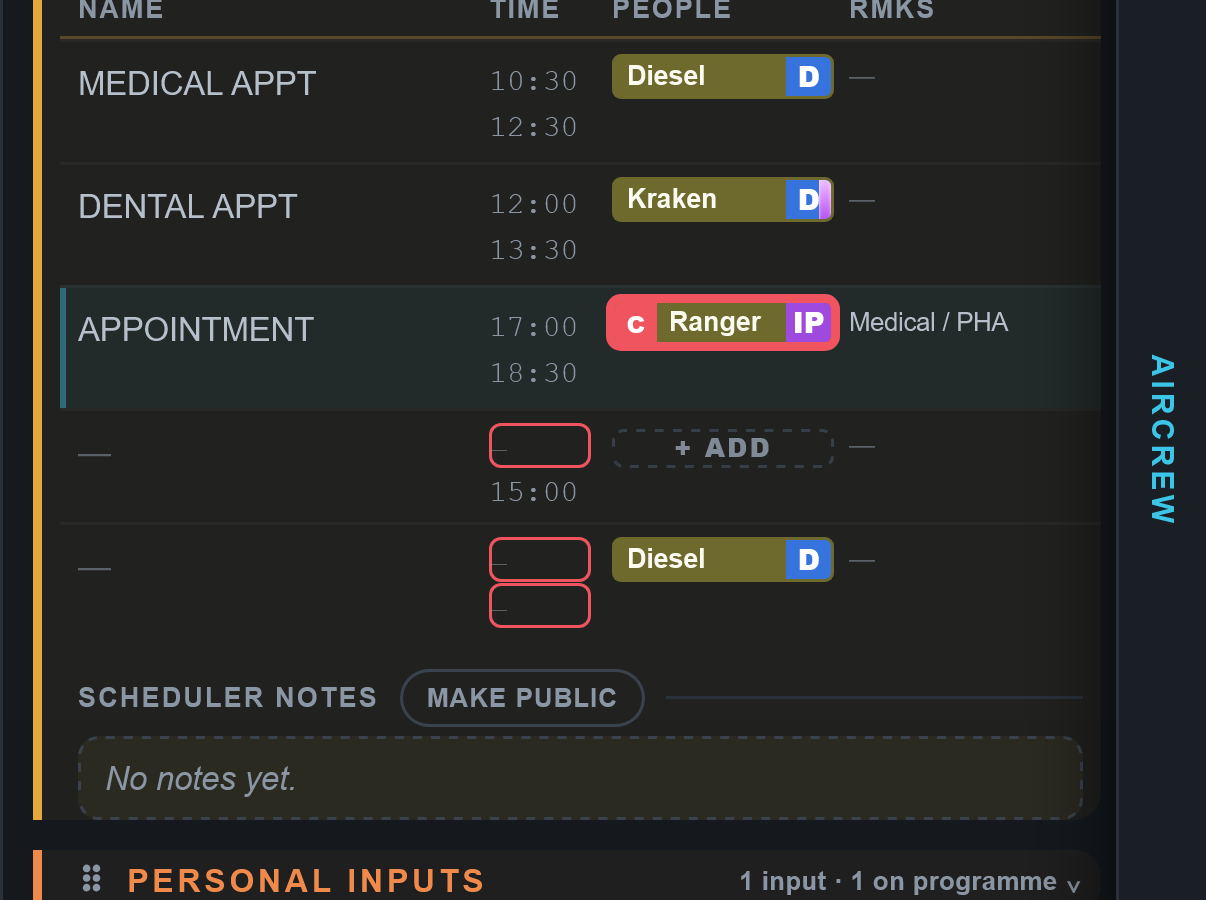 NAME TIME PEOPLE RMKS
MEDICAL APPT 10:30 Diesel D —
12:30
DENTAL APPT 12:00 Kraken D —
13:30
APPOINTMENT 17:00 C Ranger IP Medical / PHA
18:30
— — + ADD —
15:00
— — Diesel D —
—
SCHEDULER NOTES MAKE PUBLIC
No notes yet.
PERSONAL INPUTS 1 input · 1 on programme
AIRCREW